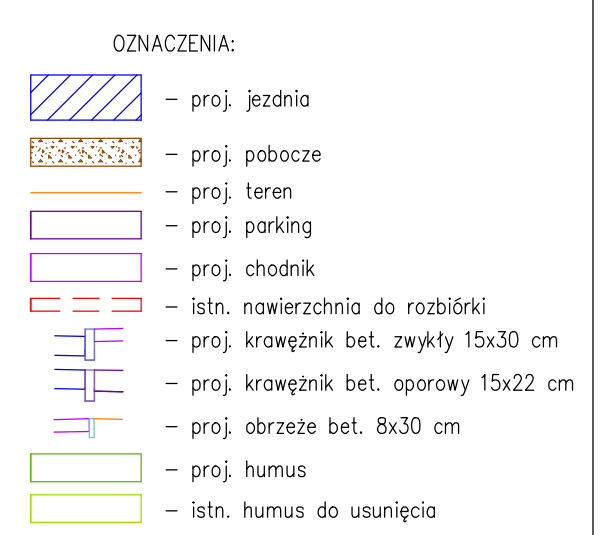 OZNACZENIA:
– proj. jezdnia
– proj. pobocze
– proj. teren
– proj. parking
– proj. chodnik
– istn. nawierzchnia do rozbiórki
– proj. krawężnik bet. zwykły 15x30 cm
– proj. krawężnik bet. oporowy 15x22 cm
– proj. obrzeże bet. 8x30 cm
– proj. humus
– istn. humus do usunięcia